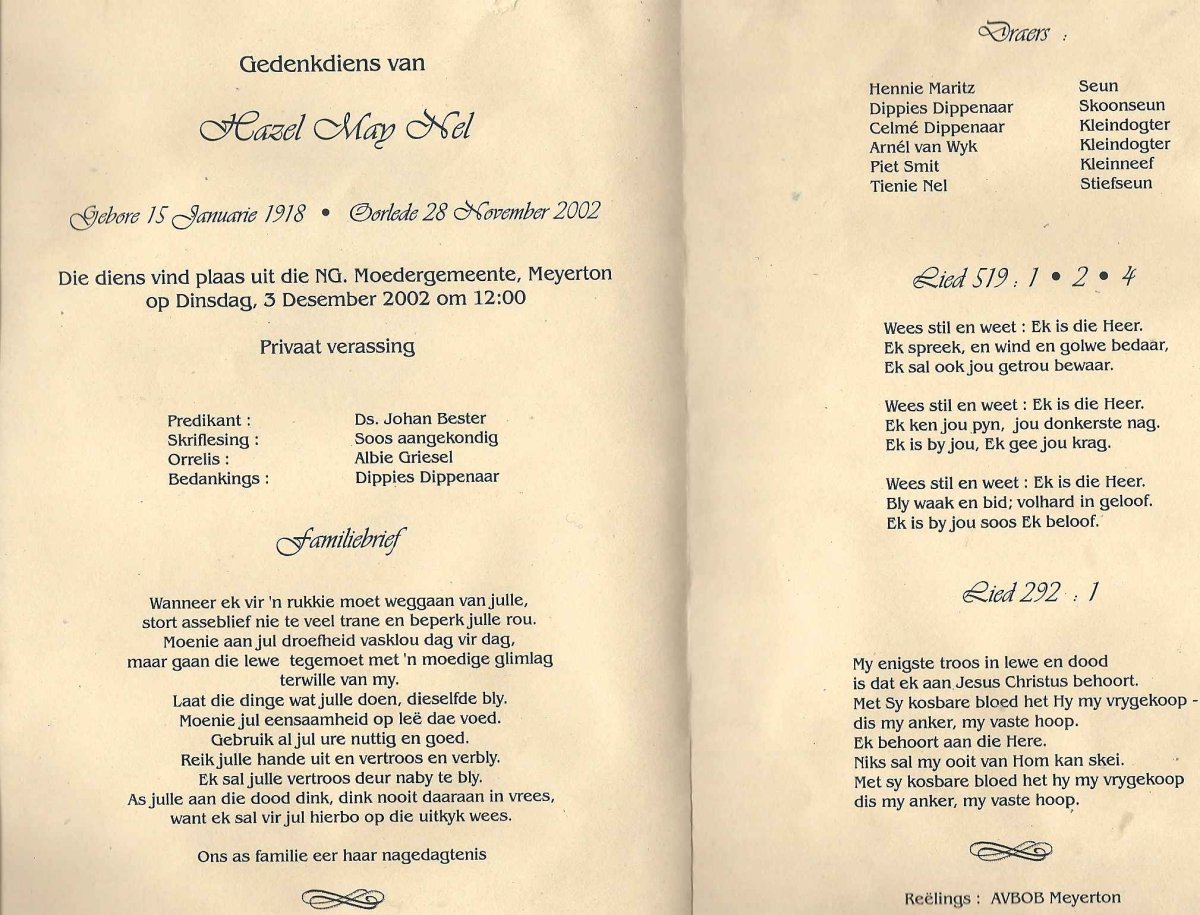 Gedenkdiens van
Hazel May Nel
Gebore 15 Januarie 1918 • Oorlede 28 November 2002
Die diens vind plaas uit die NG. Moedergemeente, Meyerton
op Dinsdag, 3 Desember 2002 om 12:00
Privaat verassing
Predikant : Ds. Johan Bester
Skriflesing : Soos aangekondig
Orrelis : Albie Griesel
Bedankings : Dippies Dippenaar
Familiebrief
Wanneer ek vir 'n rukkie moet weggaan van julle,
stort asseblief nie te veel trane en beperk julle rou.
Moenie aan jul droefheid vasklou dag vir dag,
maar gaan die lewe tegemoet met 'n moedige glimlag
terwille van my.
Laat die dinge wat julle doen, dieselfde bly.
Moenie jul eensaamheid op leë dae voed.
Gebruik al jul ure nuttig en goed.
Reik julle hande uit en vertroos en verbly.
Ek sal julle vertroos deur naby te bly.
As julle aan die dood dink, dink nooit daaraan in vrees,
want ek sal vir jul hierbo op die uitkyk wees.
Ons as familie eer haar nagedagtenis
Draers :
Hennie Maritz Seun
Dippies Dippenaar Skoonseun
Celmé Dippenaar Kleindogter
Arnél van Wyk Kleindogter
Piet Smit Kleinneef
Tienie Nel Stiefseun
Lied 519 : 1 • 2 • 4
Wees stil en weet : Ek is die Heer.
Ek spreek, en wind en golwe bedaar,
Ek sal ook jou getrou bewaar.
Wees stil en weet : Ek is die Heer.
Ek ken jou pyn, jou donkerste nag.
Ek is by jou, Ek gee jou krag.
Wees stil en weet : Ek is die Heer.
Bly waak en bid; volhard in geloof.
Ek is by jou soos Ek beloof.
Lied 292 : 1
My enigste troos in lewe en dood
is dat ek aan Jesus Christus behoort.
Met Sy kosbare bloed het Hy my vrygekoop -
dis my anker, my vaste hoop.
Ek behoort aan die Here.
Niks sal my ooit van Hom kan skei.
Met sy kosbare bloed het hy my vrygekoop
dis my anker, my vaste hoop.
Reëlings : AVBOB Meyerton